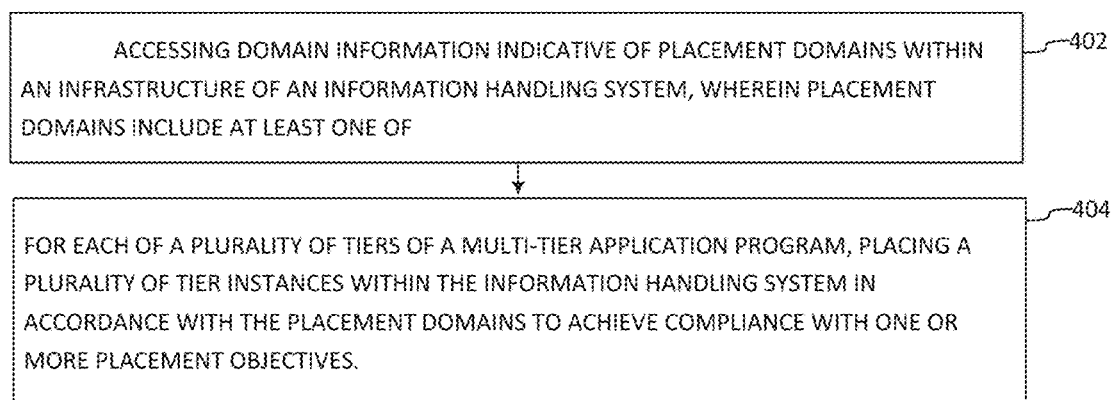 ACCESSING DOMAIN INFORMATION INDICATIVE OF PLACEMENT DOMAINS WITHIN
402
AN INFRASTRUCTURE OF AN INFORMATION HANDLING SYSTEM, WHEREIN PLACEMENT
DOMAINS INCLUDE AT LEAST ONE OF
404
FOR EACH OF A PLURALITY OF TIERS OF A MULTI-TIER APPLICATION PROGRAM, PLACING A
PLURALITY OF TIER INSTANCES WITHIN THE INFORMATION HANDLING SYSTEM IN
ACCORDANCE WITH THE PLACEMENT DOMAINS TO ACHIEVE COMPLIANCE WITH ONE OR
MORE PLACEMENT OBJECTIVES.